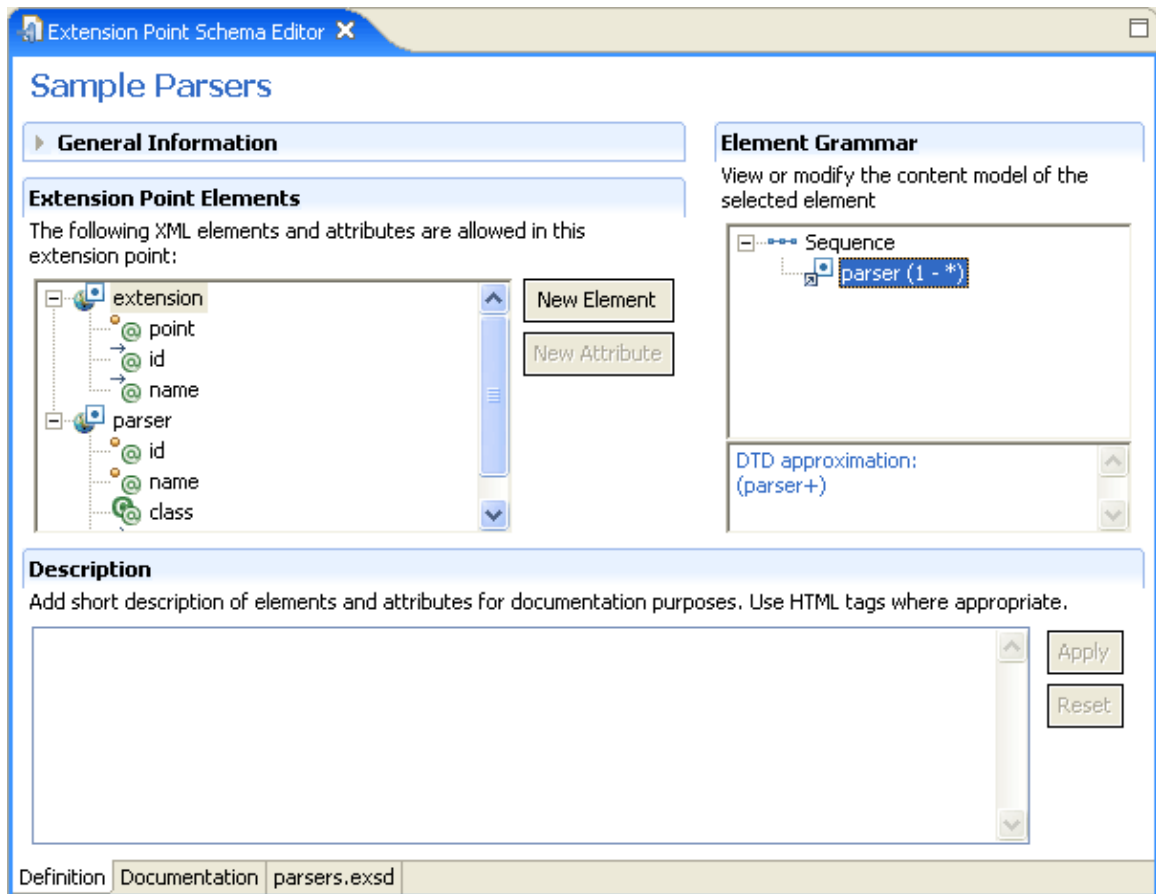 Extension Point Schema Editor
Sample Parsers
General Information
Extension Point Elements
The following XML elements and attributes are allowed in this
extension point:
extension
point
id
name
parser
id
name
class
New Element
New Attribute
Element Grammar
View or modify the content model of the
selected element
Sequence
parser (1 - *)
DTD approximation:
(parser+)
Description
Add short description of elements and attributes for documentation purposes. Use HTML tags where appropriate.
Apply
Reset
Definition
Documentation
parsers.exsd